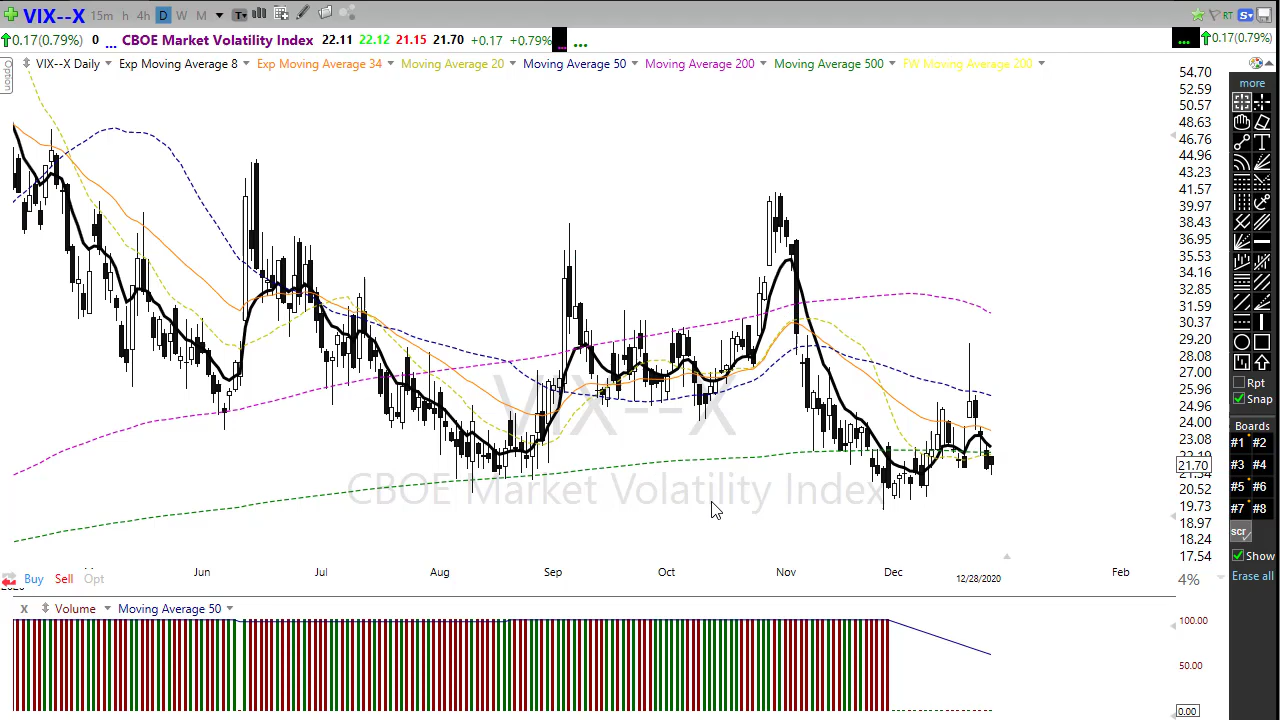 VIX--X 15m h 4h D W M T RT S
0.17(0.79%) 0 ... CBOE Market Volatility Index 22.11 22.12 21.15 21.70 +0.17 +0.79% ... ... 0.17(0.79%)
Option
VIX--X Daily Exp Moving Average 8 Exp Moving Average 34 Moving Average 20 Moving Average 50 Moving Average 200 Moving Average 500 FW Moving Average 200
54.70
52.59
50.57
48.63
46.76
44.96
43.23
41.57
39.97
38.43
36.95
35.53
34.16
32.85
31.59
30.37
29.20
28.08
27.00
25.96
24.96
24.00
23.08
21.70
20.52
19.73
18.97
18.24
17.54
VIX--X
CBOE Market Volatility Index
Jun Jul Aug Sep Oct Nov Dec 12/28/2020 Feb
Buy Sell Opt
4%
X Volume Moving Average 50
100.00
50.00
0.00
more
Rpt
Snap
Boards
#1 #2
#3 #4
#5 #6
#7 #8
scr
Show
Erase all